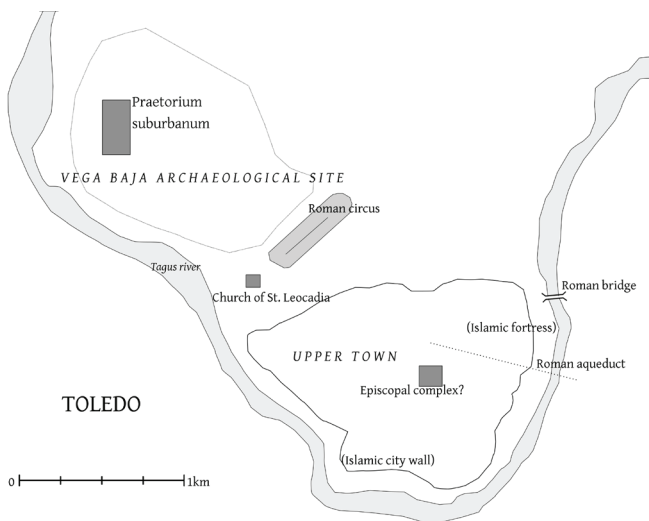 Praetorium
suburbanum
VEGA BAJA ARCHAEOLOGICAL SITE
Roman circus
Tagus river
Church of St. Leocadia
Roman bridge
(Islamic fortress)
UPPER TOWN
Roman aqueduct
Episcopal complex?
TOLEDO
(Islamic city wall)
0 1km